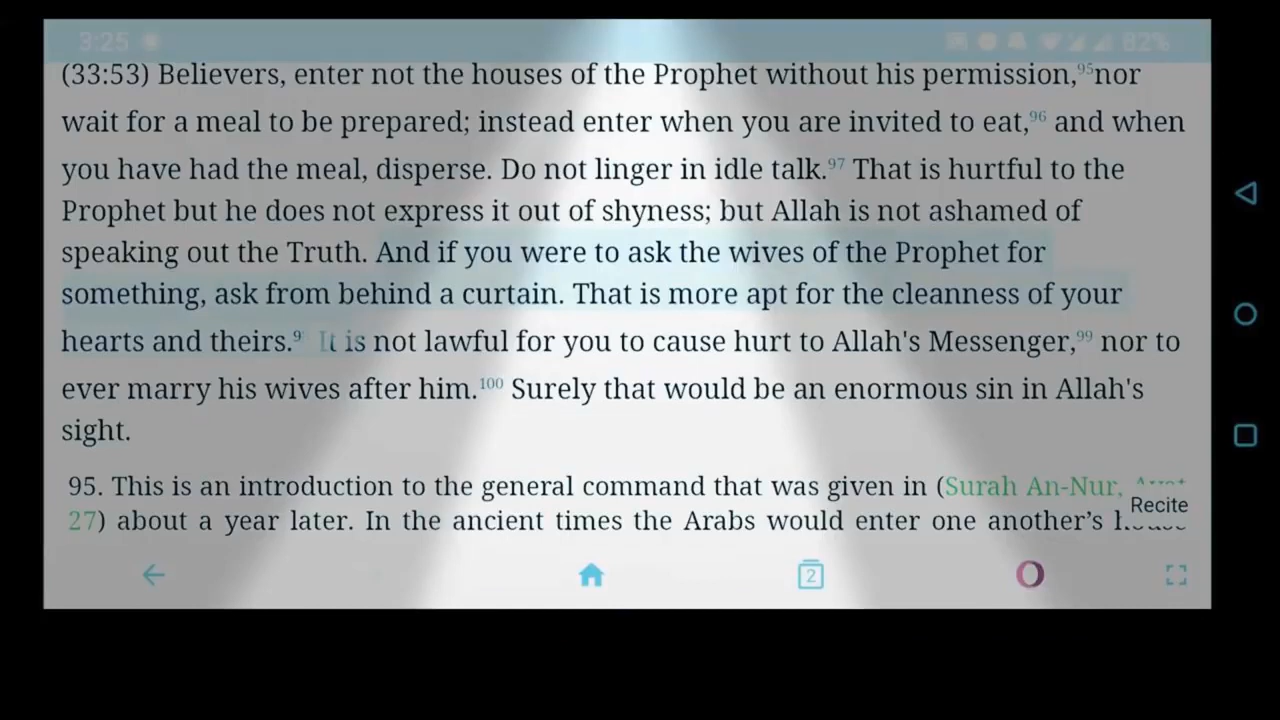 3:25 82%
(33:53) Believers, enter not the houses of the Prophet without his permission,95nor
wait for a meal to be prepared; instead enter when you are invited to eat,96 and when
you have had the meal, disperse. Do not linger in idle talk.97 That is hurtful to the
Prophet but he does not express it out of shyness; but Allah is not ashamed of
speaking out the Truth. And if you were to ask the wives of the Prophet for
something, ask from behind a curtain. That is more apt for the cleanness of your
hearts and theirs.9 It is not lawful for you to cause hurt to Allah's Messenger,99 nor to
ever marry his wives after him.100 Surely that would be an enormous sin in Allah's
sight.
95. This is an introduction to the general command that was given in (Surah An-Nur,
Recite
27) about a year later. In the ancient times the Arabs would enter one another’s
2